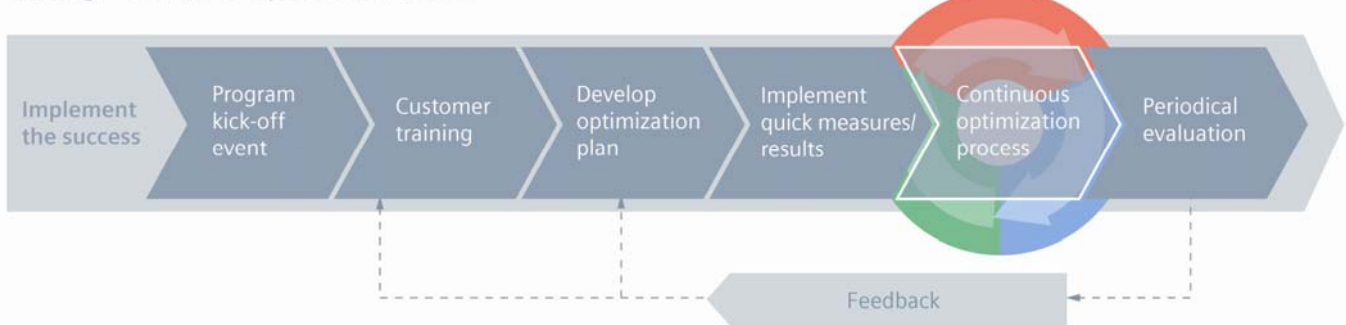 Implement
the success
Program
kick-off
event
Customer
training
Develop
optimization
plan
Implement
quick measures/
results
Continuous
optimization
process
Periodical
evaluation
Feedback